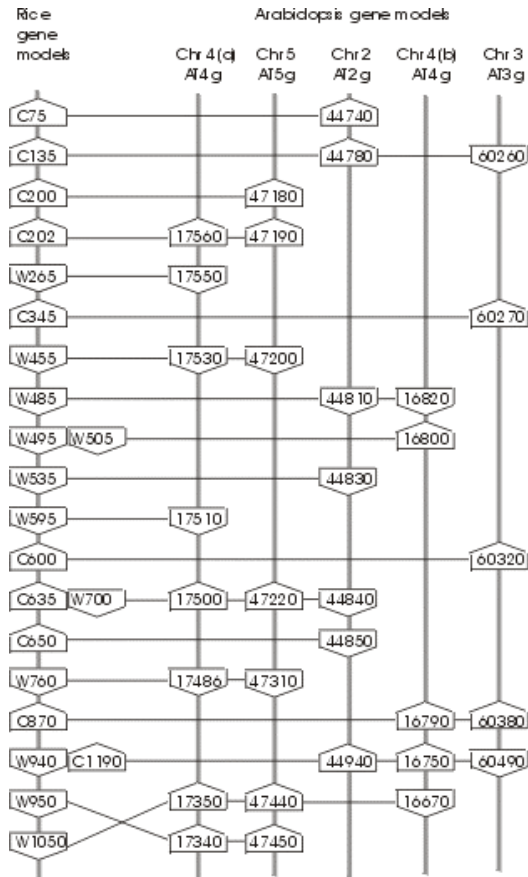 Rice gene models
Arabidopsis gene models
Chr 4 (a) AT4g
Chr 5 AT5g
Chr 2 AT2g
Chr 4 (b) AT4g
Chr 3 AT3g
C75 44740
C135 44780 60260
C200 47180
C202 17560 47190
W265 17550
C345 60270
W455 17530 47200
W485 44810 16820
W495 W505 16800
W535 44830
W595 17510
C600 60320
C635 W700 17500 47220 44840
C650 44850
W760 17486 47310
C870 16790 60380
W940 C1190 44940 16750 60490
W950 17350 47440 16670
W1050 17340 47450